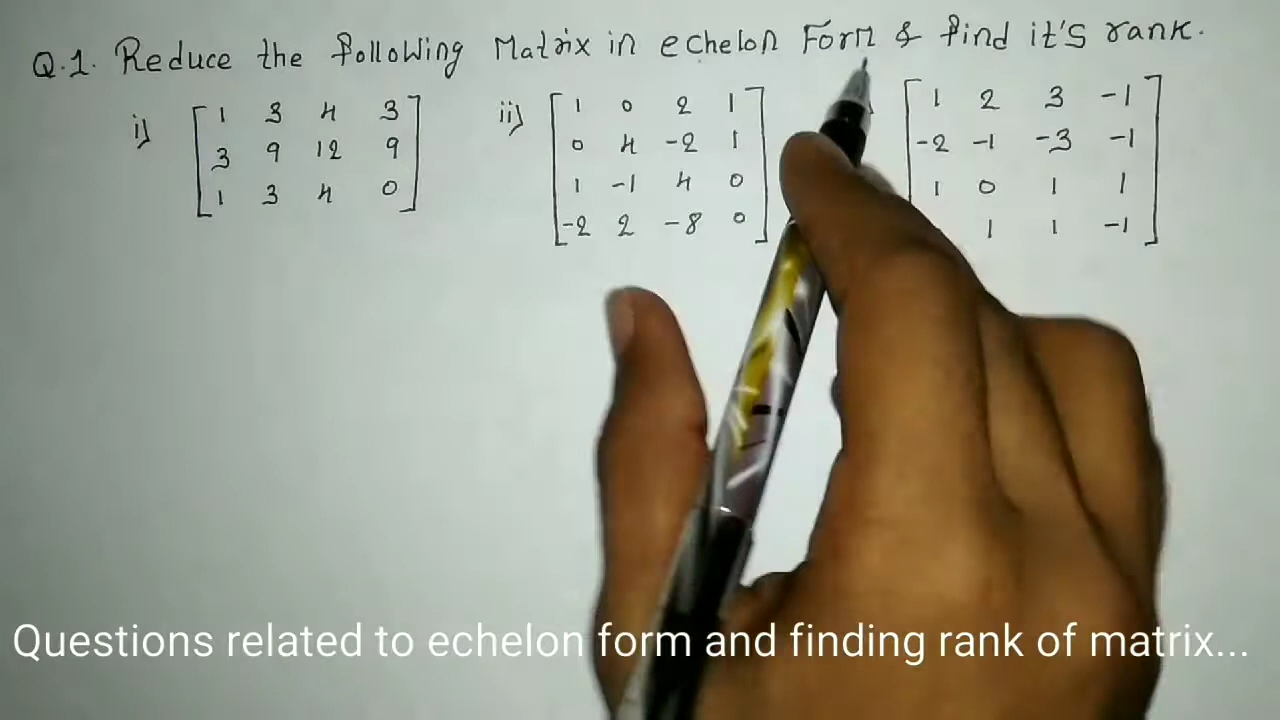 Q.1. Reduce the following Matrix in echelon Form & find it's rank.
i) [1 3 4 3
3 9 12 9
1 3 4 0]
ii) [1 0 2 1
0 4 -2 1
1 -1 4 0
-2 2 -8 0]
[1 2 3 -1
-2 -1 -3 -1
1 0 1 1
1 1 -1]
Questions related to echelon form and finding rank of matrix...